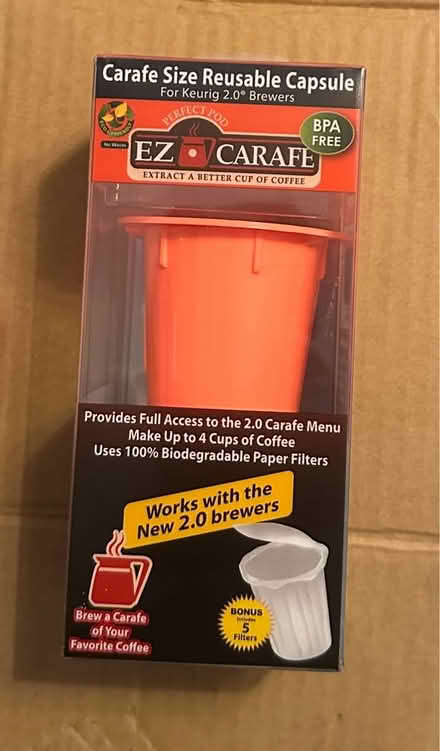 Carafe Size Reusable Capsule
For Keurig 2.0® Brewers
PERFECT POD
BPA
FREE
No Waste
EZ CARAFE
EXTRACT A BETTER CUP OF COFFEE
Provides Full Access to the 2.0 Carafe Menu
Make Up to 4 Cups of Coffee
Uses 100% Biodegradable Paper Filters
Works with the
New 2.0 brewers
Brew a Carafe
of Your
Favorite Coffee
BONUS
Includes
5
Filters